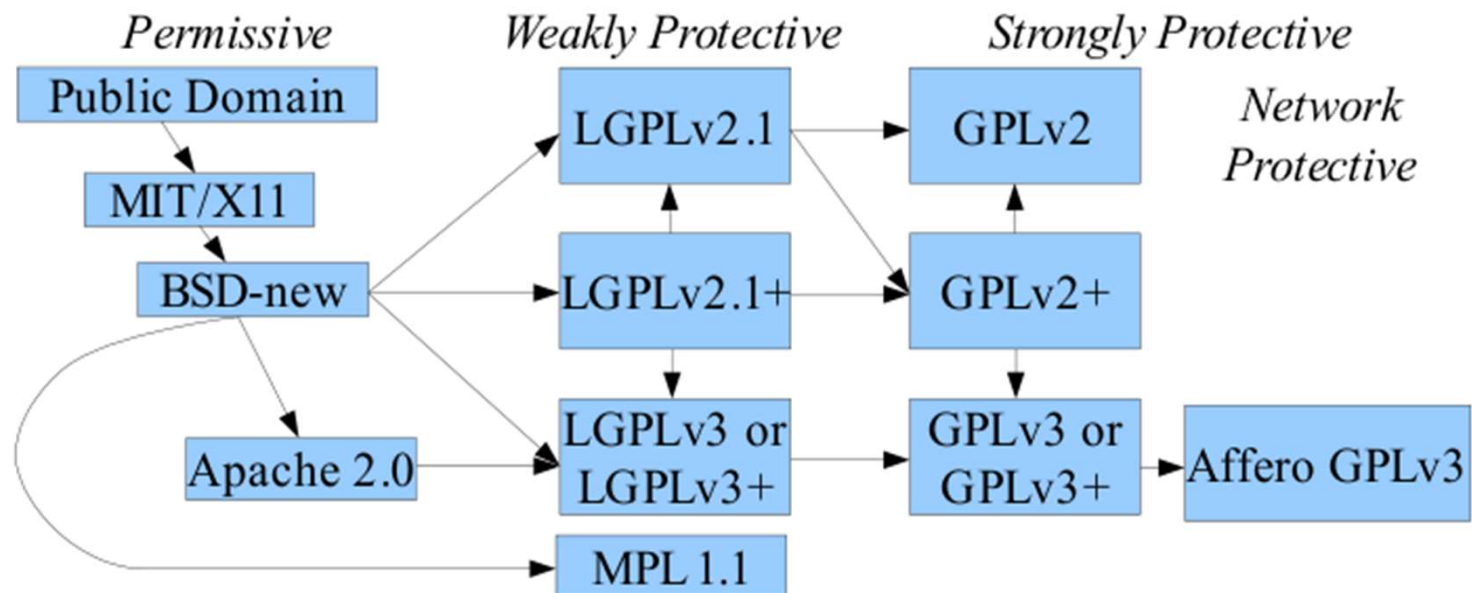 Permissive
Weakly Protective
Strongly Protective
Public Domain
LGPLv2.1
GPLv2
Network
Protective
MIT/X11
BSD-new
LGPLv2.1+
GPLv2+
Apache 2.0
LGPLv3 or
LGPLv3+
GPLv3 or
GPLv3+
Affero GPLv3
MPL 1.1